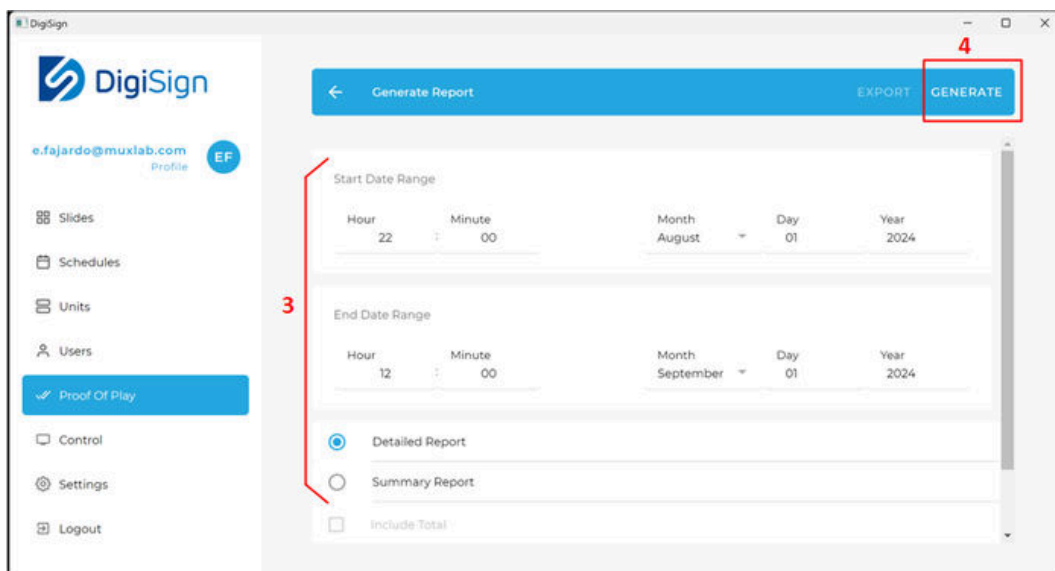 DigiSign
4
DigiSign
Generate Report EXPORT GENERATE
e.fajardo@muxlab.com
EF
Profile
Slides
Schedules
Units
Users
Proof Of Play
Control
Settings
Logout
3
Start Date Range
Hour Minute Month Day Year
22 : 00 August 01 2024
End Date Range
Hour Minute Month Day Year
12 : 00 September 01 2024
Detailed Report
Summary Report
Include Total